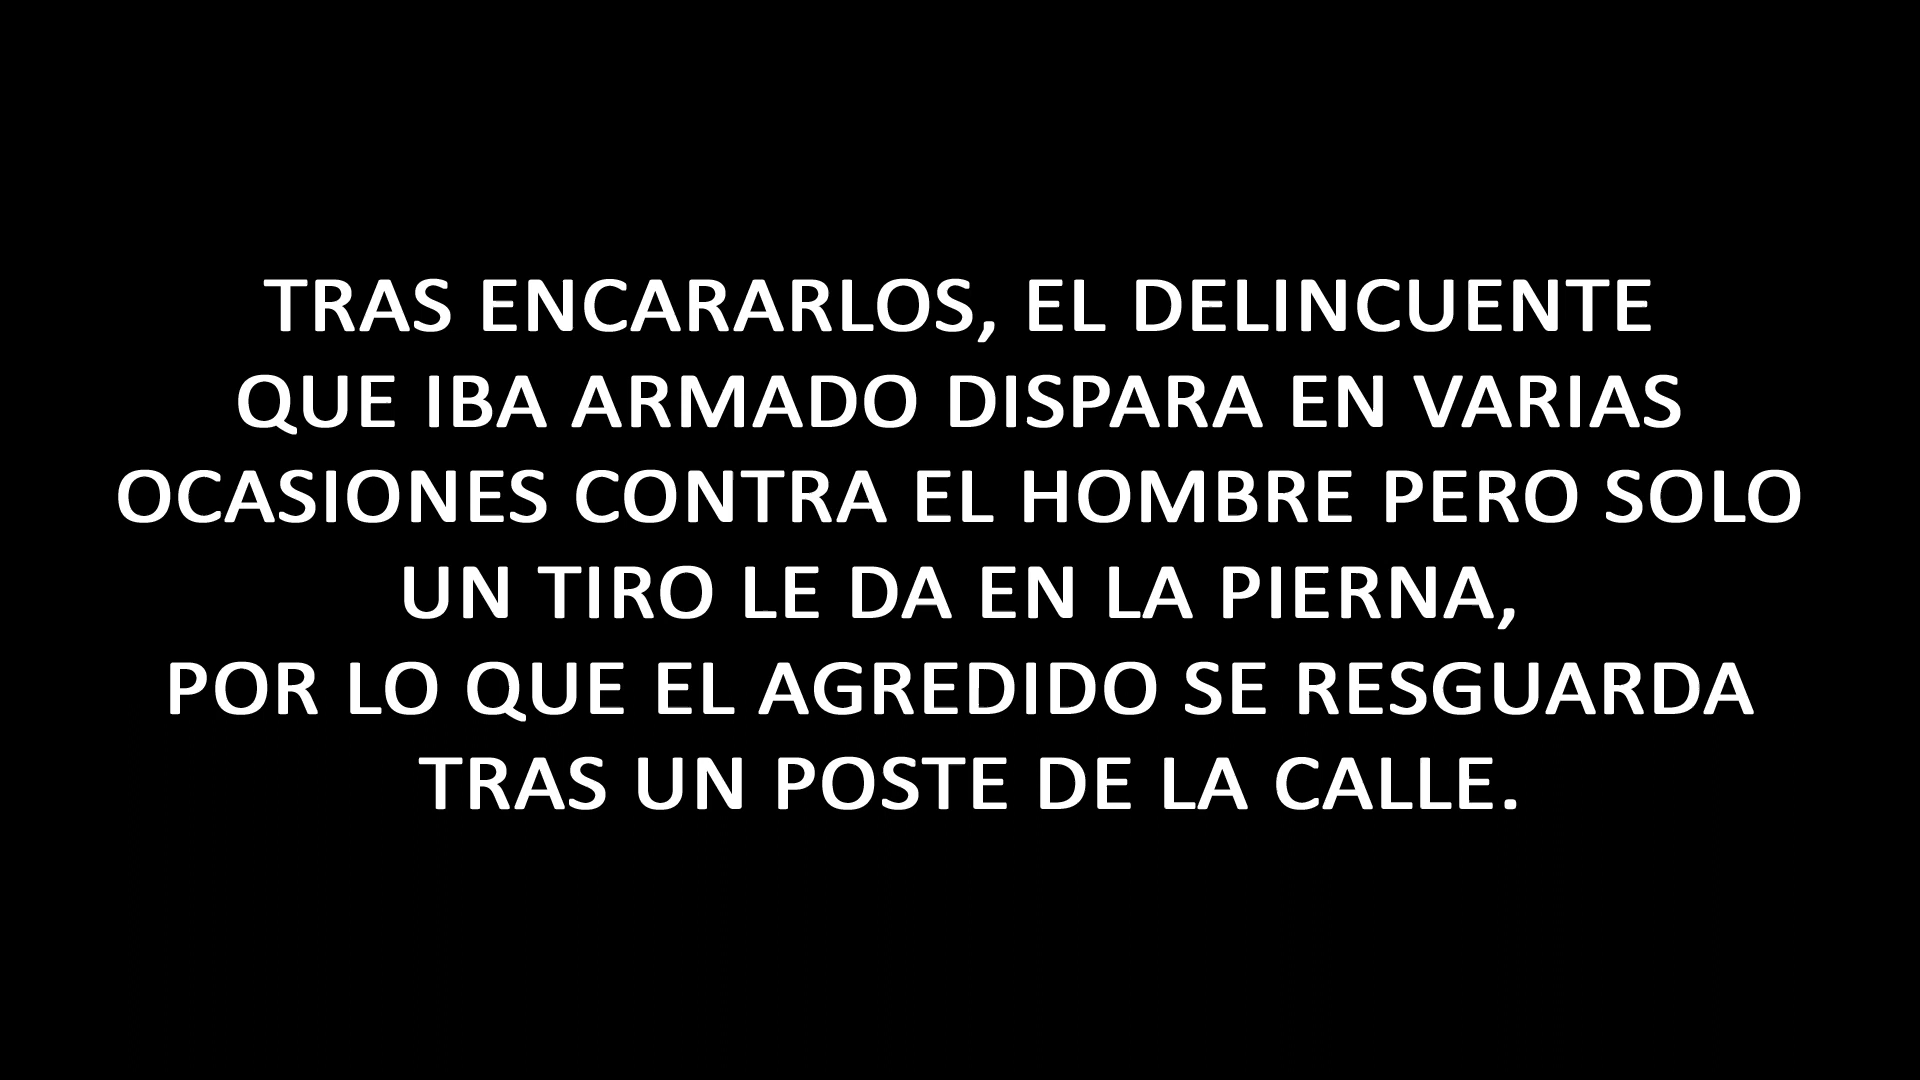 TRAS ENCARARLOS, EL DELINCUENTE
QUE IBA ARMADO DISPARA EN VARIAS
OCASIONES CONTRA EL HOMBRE PERO SOLO
UN TIRO LE DA EN LA PIERNA,
POR LO QUE EL AGREDIDO SE RESGUARDA
TRAS UN POSTE DE LA CALLE.